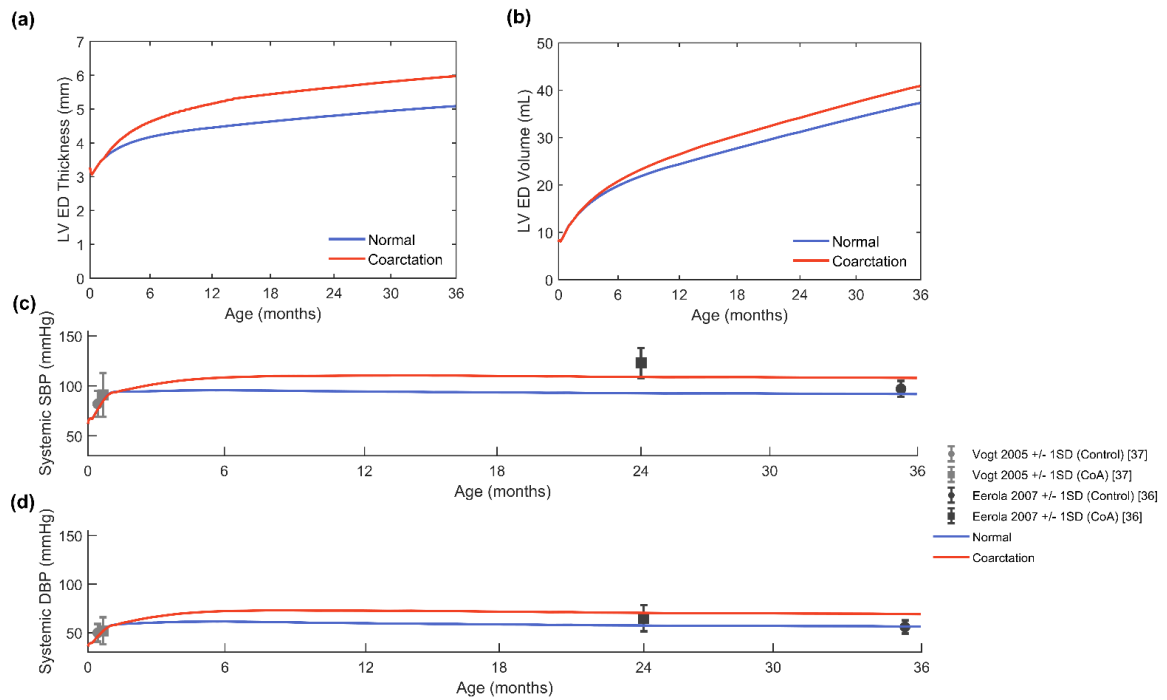 (a)
7
6
5
4
3
2
1
0
LV ED Thickness (mm)
Normal
Coarctation
0 6 12 18 24 30 36
Age (months)
(b)
50
40
30
20
10
0
LV ED Volume (mL)
Normal
Coarctation
0 6 12 18 24 30 36
Age (months)
(c)
150
100
50
Systemic SBP (mmHg)
0 6 12 24 30 36
Age (months)
(d)
150
100
50
Systemic DBP (mmHg)
0 6 12 24 30 36
Age (months)
Vogt 2005 +/- 1SD (Control) [37]
Vogt 2005 +/- 1SD (CoA) [37]
Eerola 2007 +/- 1SD (Control) [36]
Eerola 2007 +/- 1SD (CoA) [36]
Normal
Coarctation